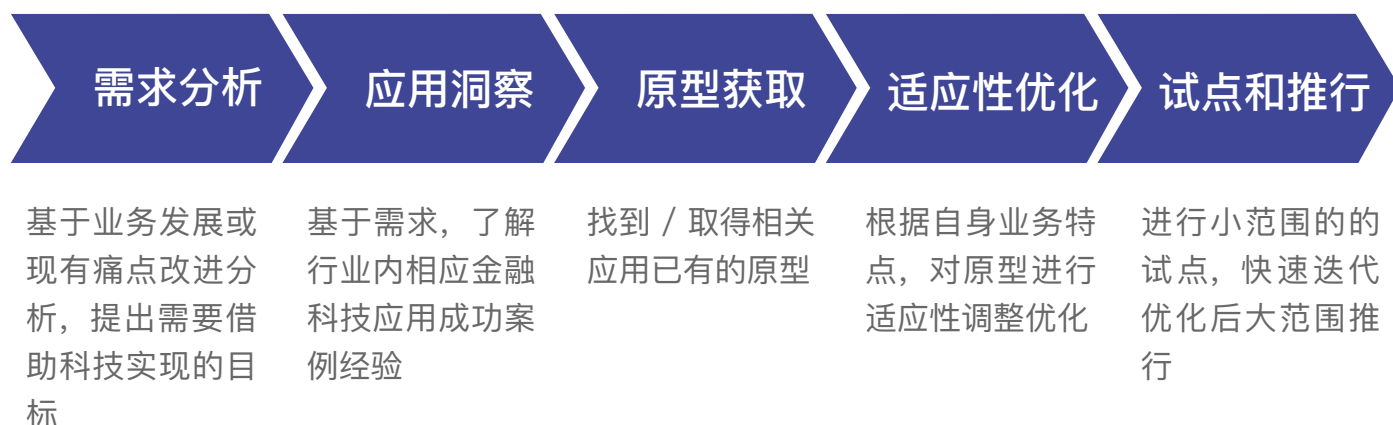 需求分析
应用洞察
原型获取
适应性优化
试点和推行
基于业务发展或
现有痛点改进分
析，提出需要借
助科技实现的目
标
基于需求，了解
行业内相应金融
科技应用成功案
例经验
找到 / 取得相关
应用已有的原型
根据自身业务特
点，对原型进行
适应性调整优化
进行小范围的的
试点，快速迭代
优化后大范围推
行